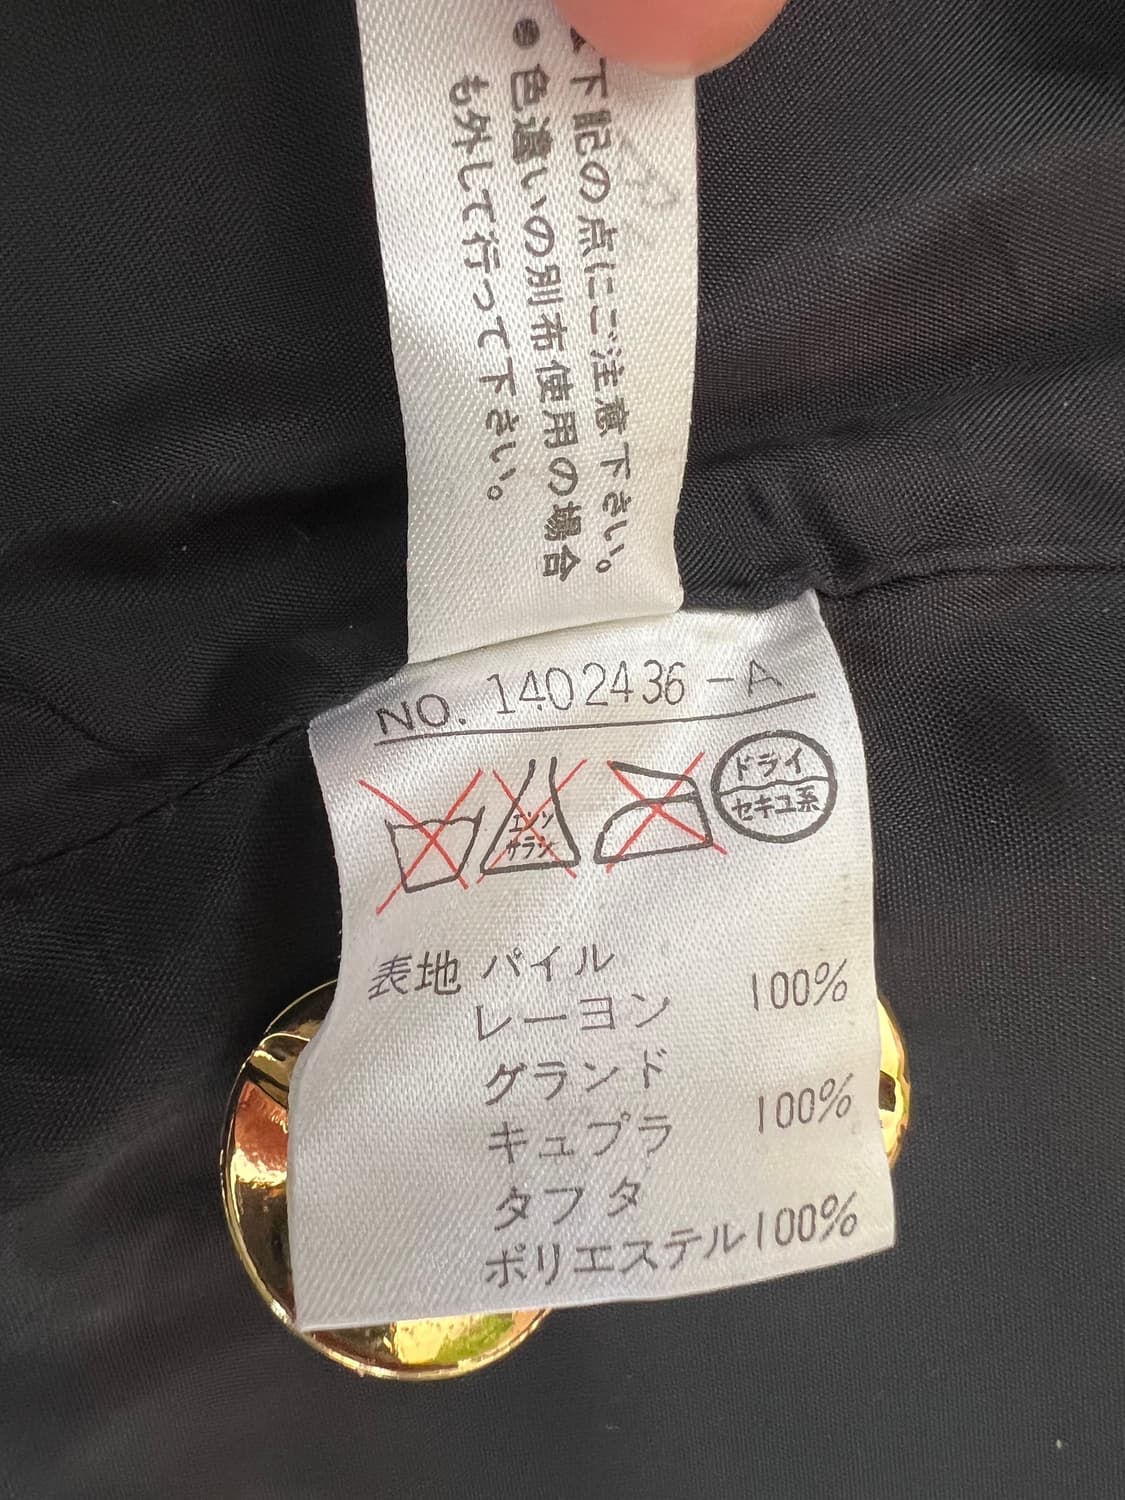 下記の点にご注意下さい。
●色違いの別布使用の場合
も外して行って下さい。
NO. 1402436-A
エンソ
サラシ
ドライ
セキユ系
表地 パイル
レーヨン 100%
グランド
キュプラ 100%
タフタ
ポリエステル100%